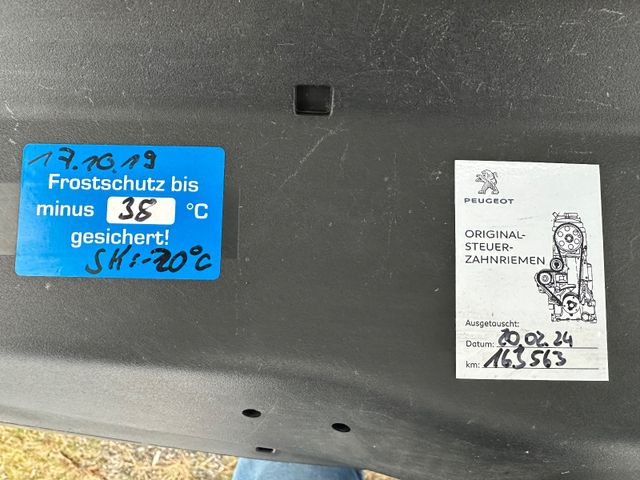 17.10.19
Frostschutz bis
minus 38 °C
gesichert!
SK:-20°C
PEUGEOT
ORIGINAL-
STEUER-
ZAHNRIEMEN
Ausgetauscht:
Datum: 20.02.24
km: 163563